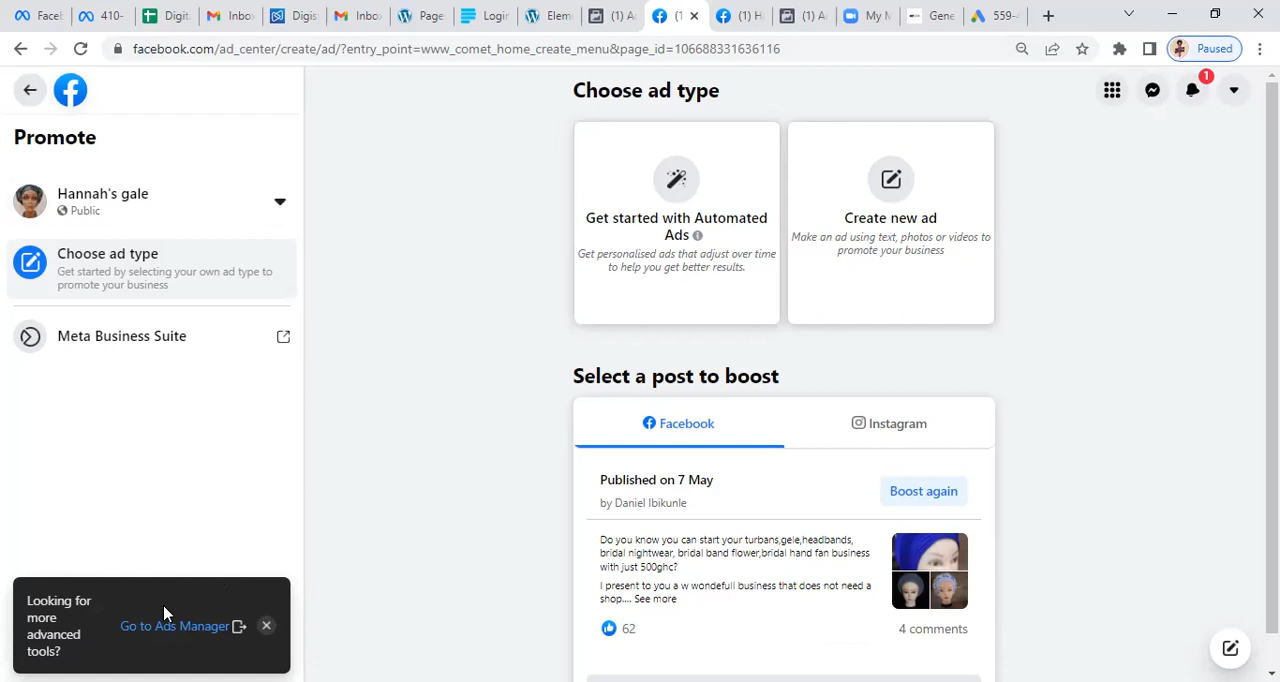 Faceb
410-
Digit
Inbo
Digis
Inbo
Page
Logir
Elem
(1) A
(1
(1) H
(1) A
My M
Gene
559-
facebook.com/ad_center/create/ad/?entry_point=www_comet_home_create_menu&page_id=106688331636116
Paused
Promote
Hannah's gale
Public
Choose ad type
Get started by selecting your own ad type to
promote your business
Meta Business Suite
Looking for
more
advanced
tools?
Go to Ads Manager
Choose ad type
1
Get started with Automated
Ads
Get personalised ads that adjust over time
to help you get better results.
Create new ad
Make an ad using text, photos or videos to
promote your business
Select a post to boost
Facebook
Instagram
Published on 7 May
by Daniel Ibikunle
Boost again
Do you know you can start your turbans,gele,headbands,
bridal nightwear, bridal band flower,bridal hand fan business
with just 500ghc?
I present to you a w wondefull business that does not need a
shop.... See more
62
4 comments